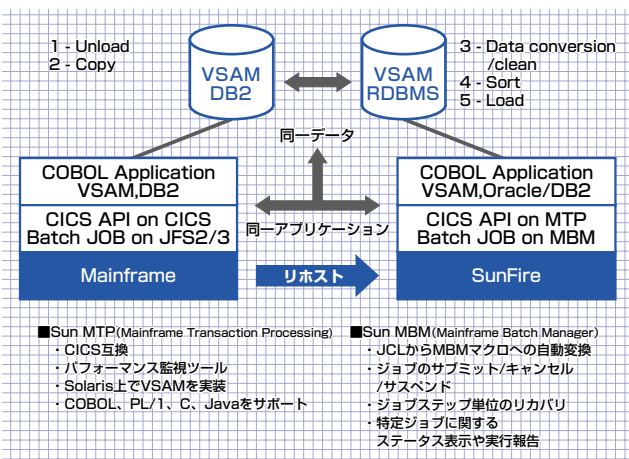 1 - Unload
2 - Copy
VSAM
DB2
VSAM
RDBMS
3 - Data conversion
/clean
4 - Sort
5 - Load
同一データ
COBOL Application
VSAM,DB2
CICS API on CICS
Batch JOB on JFS2/3
Mainframe
同一アプリケーション
リホスト
COBOL Application
VSAM,Oracle/DB2
CICS API on MTP
Batch JOB on MBM
SunFire
■Sun MTP(Mainframe Transaction Processing)
・CICS互換
・パフォーマンス監視ツール
・Solaris上でVSAMを実装
・COBOL、PL/1、C、Javaをサポート
■Sun MBM(Mainframe Batch Manager)
・JCLからMBMマクロへの自動変換
・ジョブのサブミット/キャンセル
/サスペンド
・ジョブステップ単位のリカバリ
・特定ジョブに関する
ステータス表示や実行報告